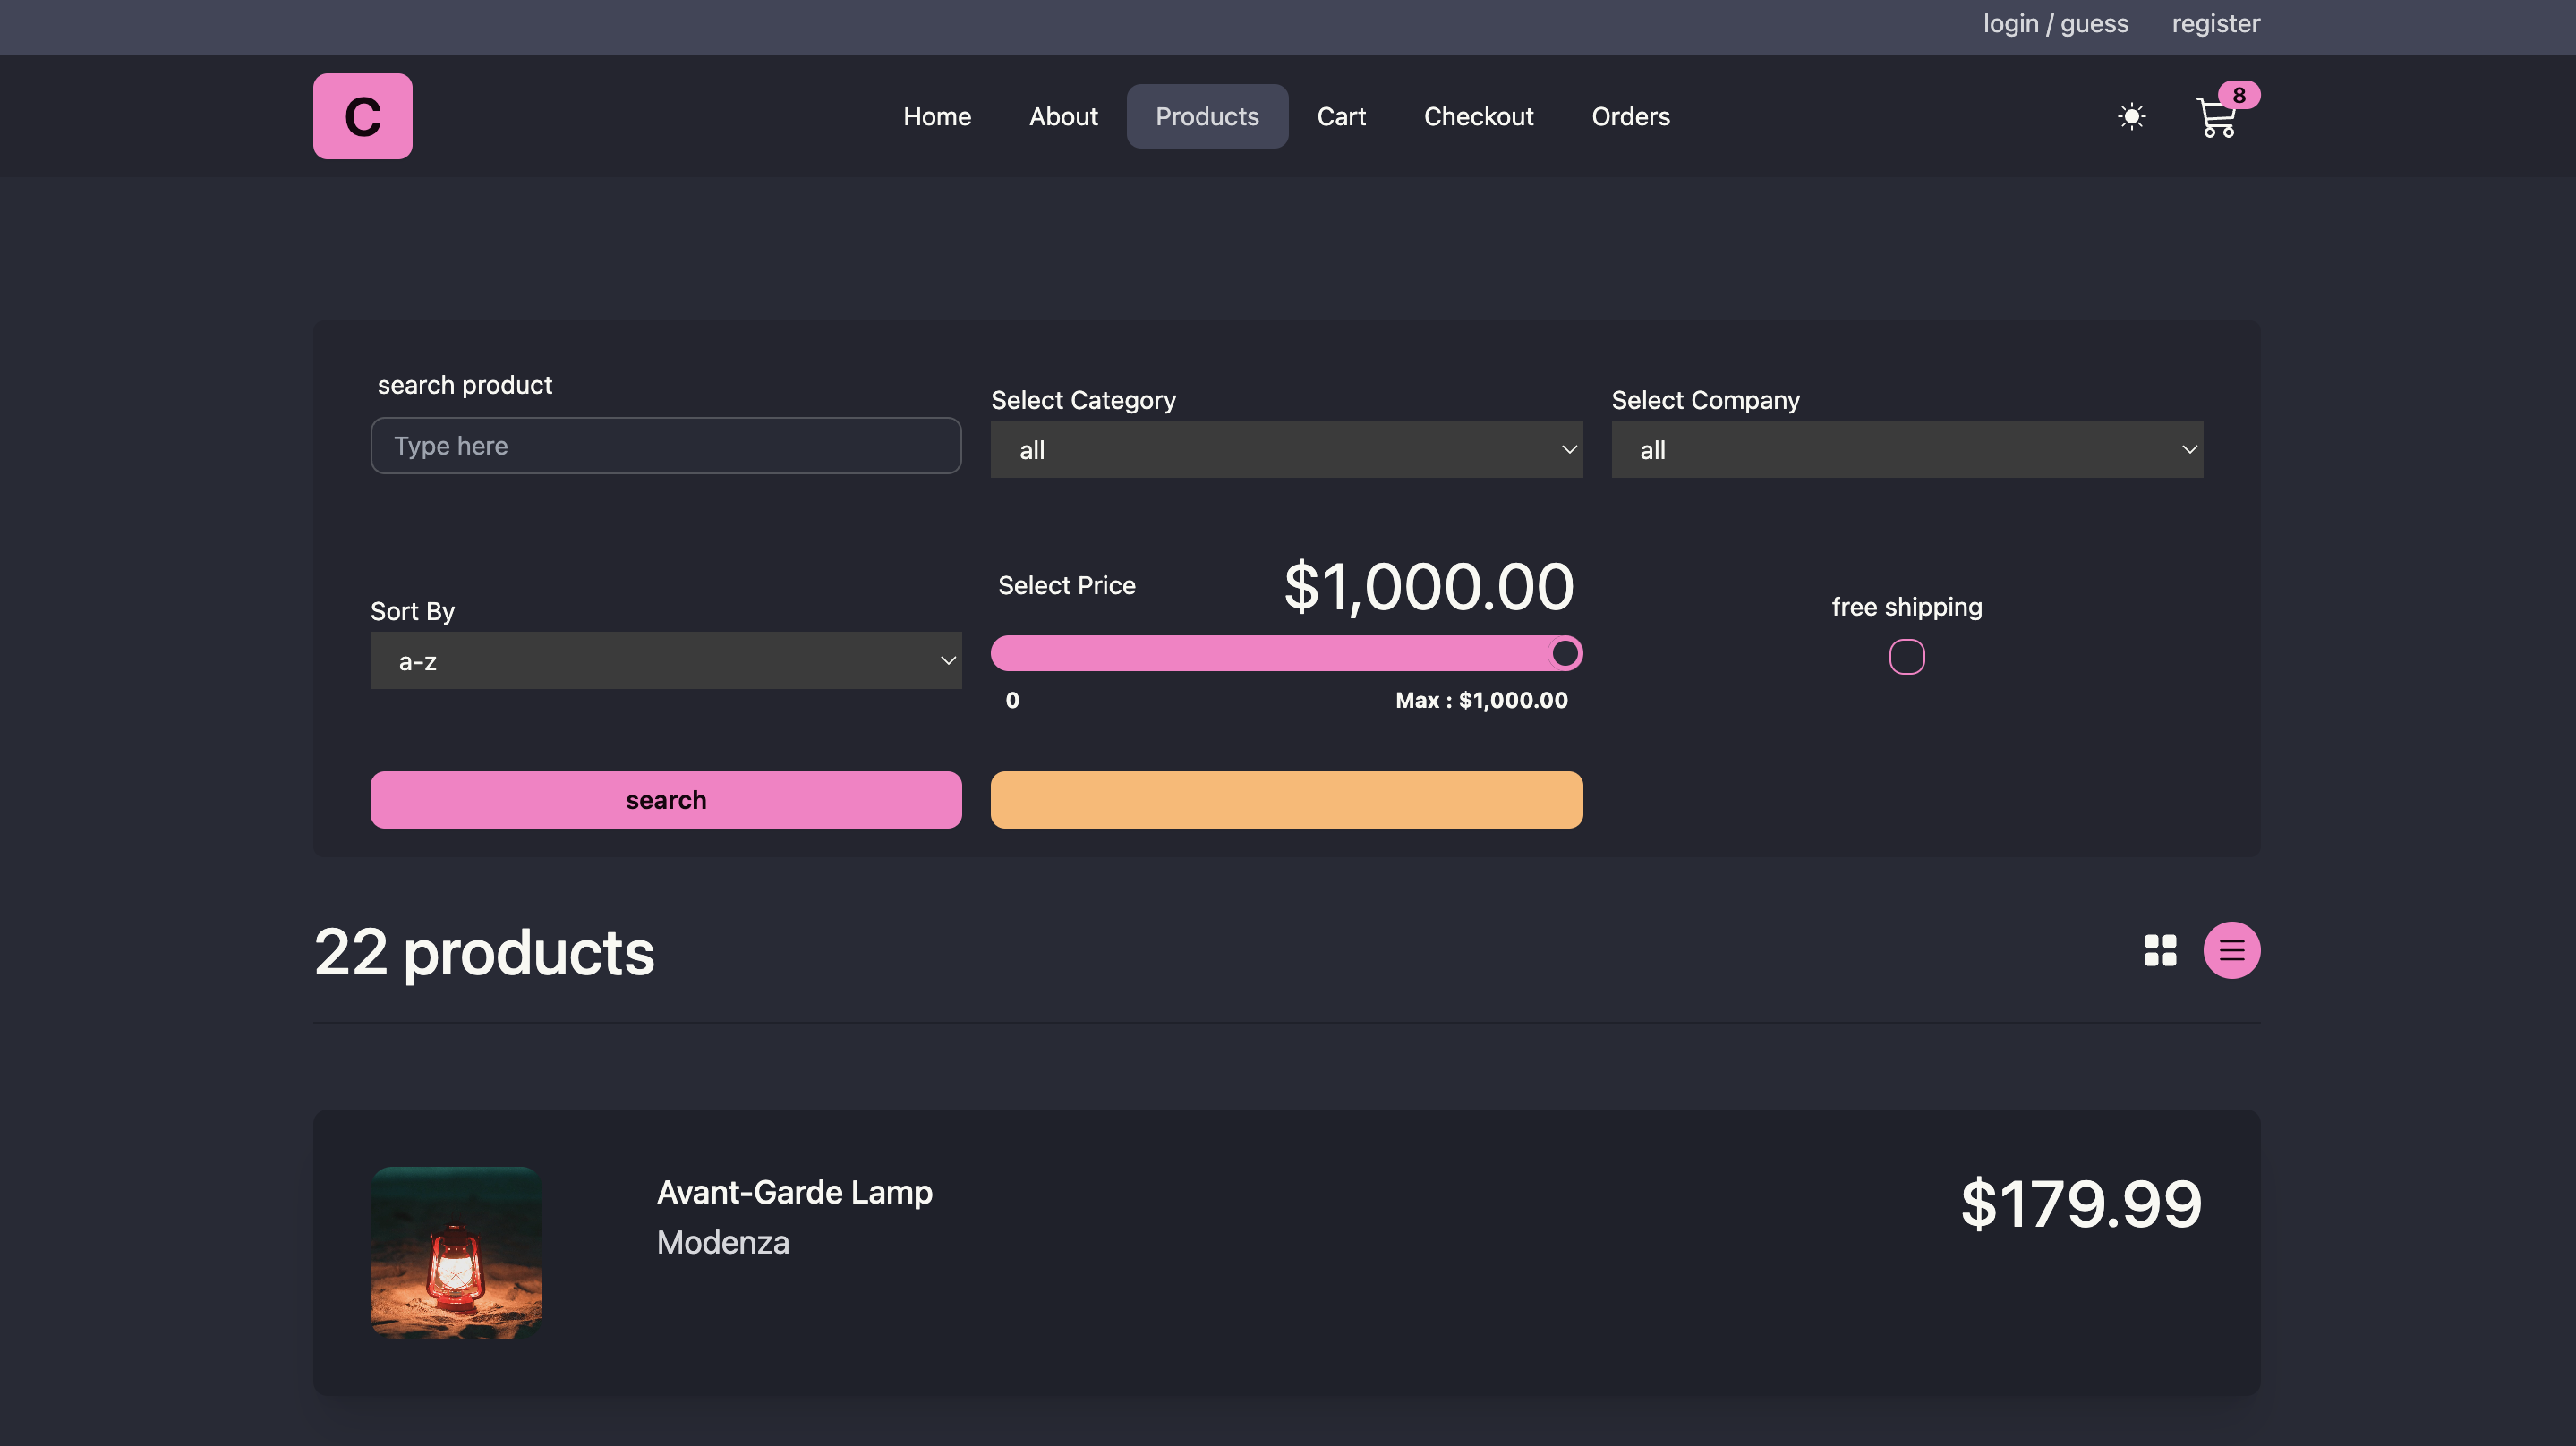 login / guess register
C
Home About Products Cart Checkout Orders
8
search product
Type here
Select Category
all
Select Company
all
Sort By
a-z
Select Price $1,000.00
0 Max : $1,000.00
free shipping
search
22 products
Avant-Garde Lamp
Modenza
$179.99